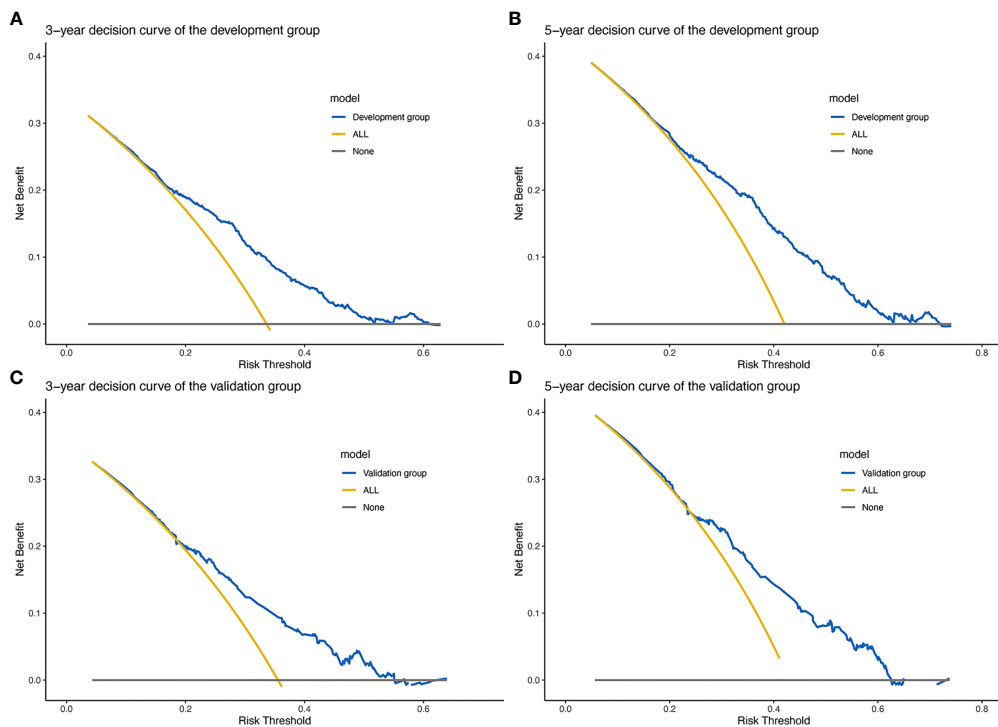 A
3−year decision curve of the development group
0.4
0.3
0.2
0.1
0.0
Net Benefit
model
Development group
ALL
None
0.0 0.2 0.4 0.6
Risk Threshold
B
5−year decision curve of the development group
0.4
0.3
0.2
0.1
0.0
Net Benefit
model
Development group
ALL
None
0.0 0.2 0.4 0.6 0.8
Risk Threshold
C
3−year decision curve of the validation group
0.4
0.3
0.2
0.1
0.0
Net Benefit
model
Validation group
ALL
None
0.0 0.2 0.4 0.6
Risk Threshold
D
5−year decision curve of the validation group
0.4
0.3
0.2
0.1
0.0
Net Benefit
model
Validation group
ALL
None
0.0 0.2 0.4 0.6 0.8
Risk Threshold